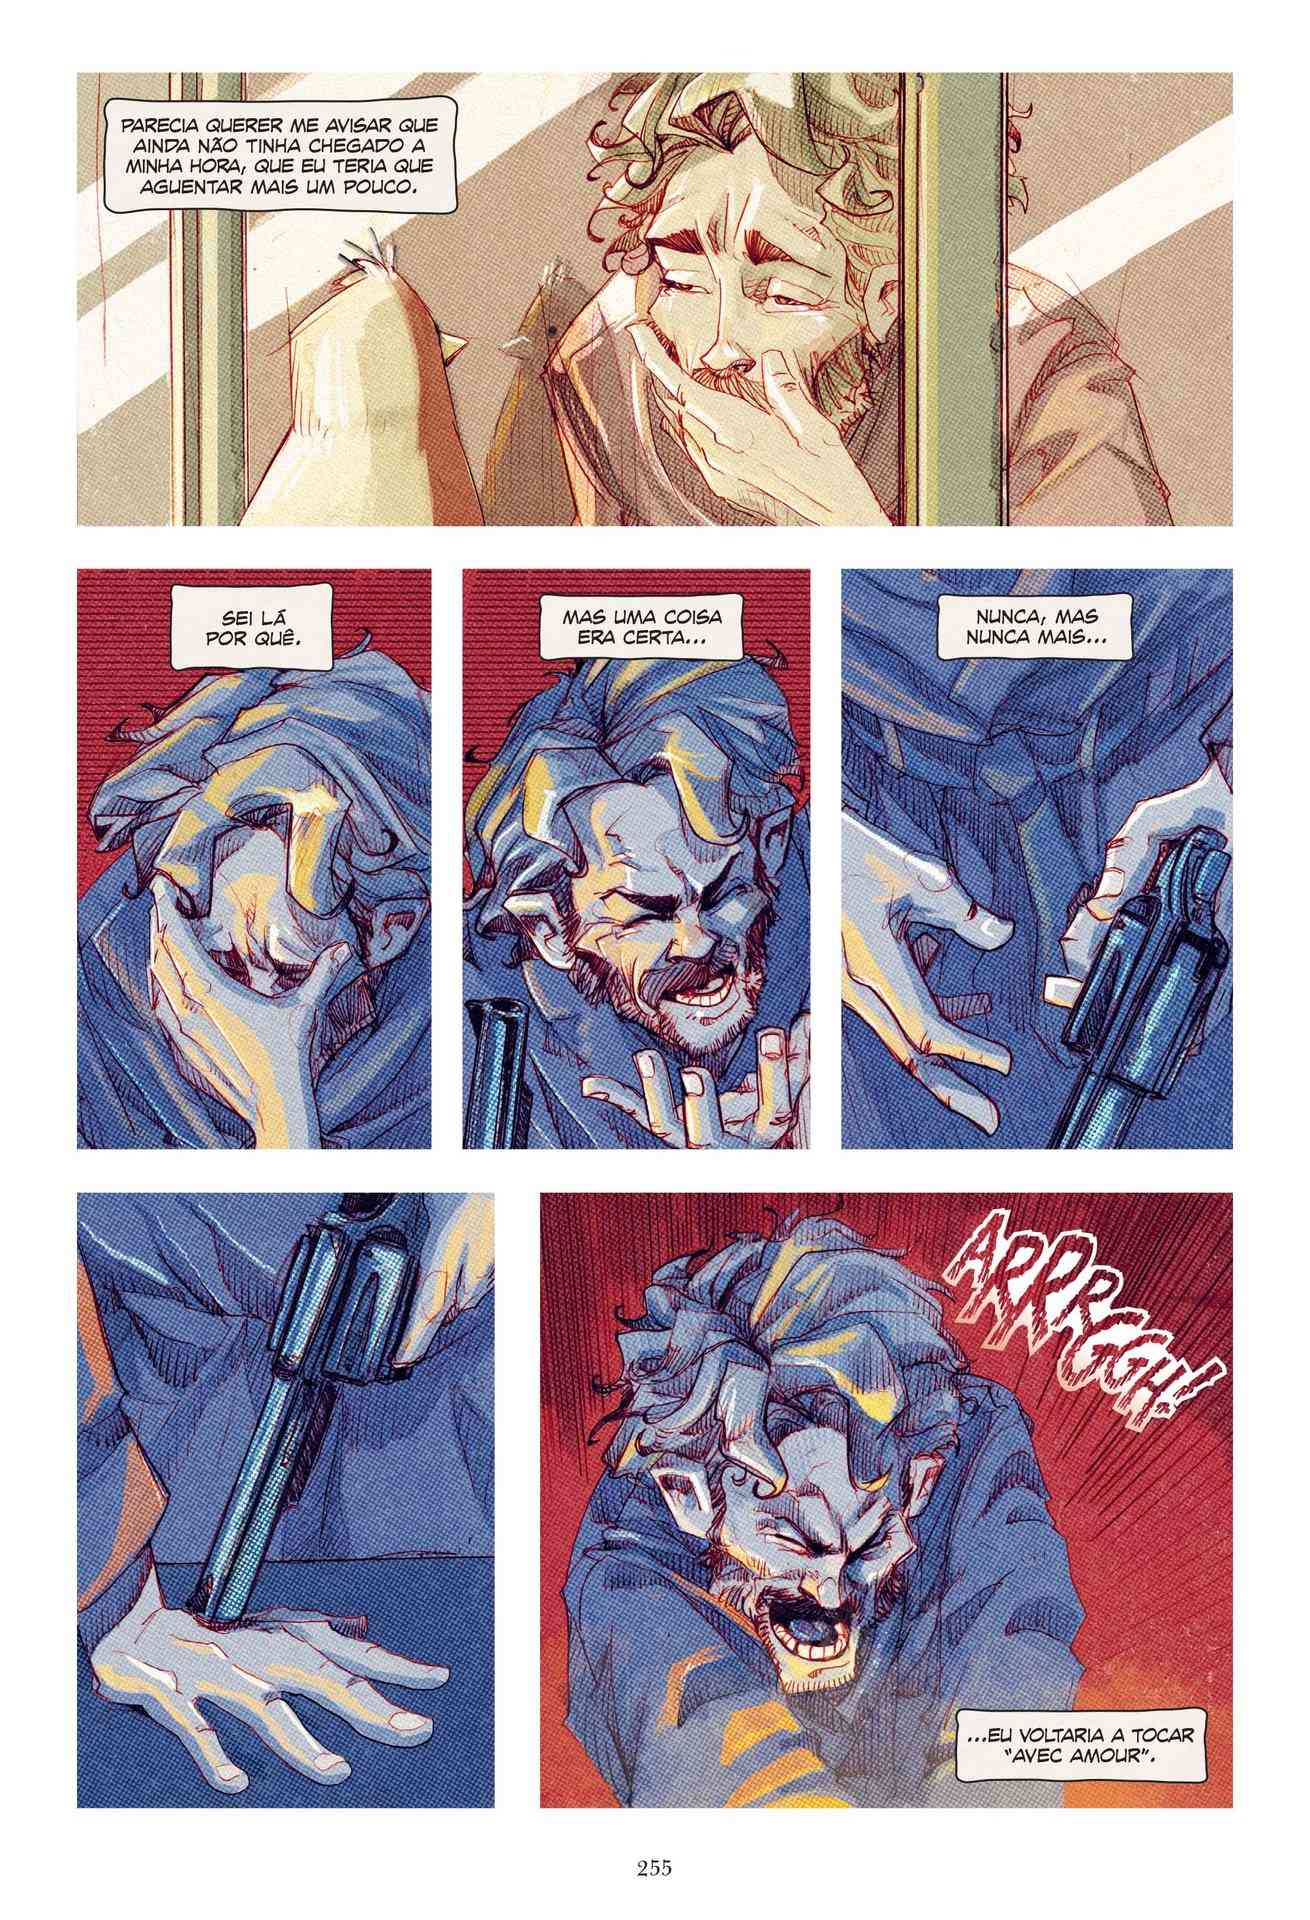 PARECIA QUERER ME AVISAR QUE
AINDA NÃO TINHA CHEGADO A
MINHA HORA, QUE EU TERIA QUE
AGUENTAR MAIS UM POUCO.
SEI LÁ
POR QUÊ.
MAS UMA COISA
ERA CERTA...
NUNCA, MAS
NUNCA MAIS...
ARRRGGH!
...EU VOLTARIA A TOCAR
"AVEC AMOUR".
255